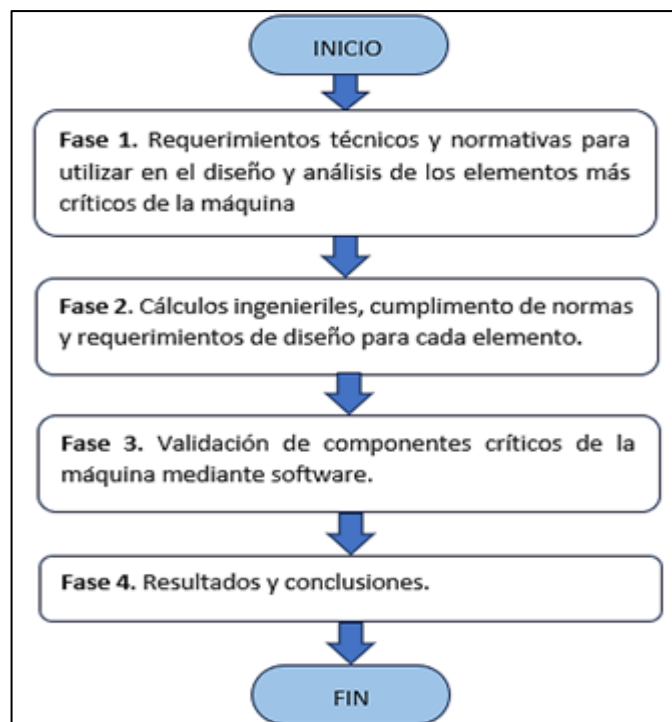 INICIO
Fase 1. Requerimientos técnicos y normativas para
utilizar en el diseño y análisis de los elementos más
críticos de la máquina
Fase 2. Cálculos ingenieriles, cumplimento de normas
y requerimientos de diseño para cada elemento.
Fase 3. Validación de componentes críticos de la
máquina mediante software.
Fase 4. Resultados y conclusiones.
FIN